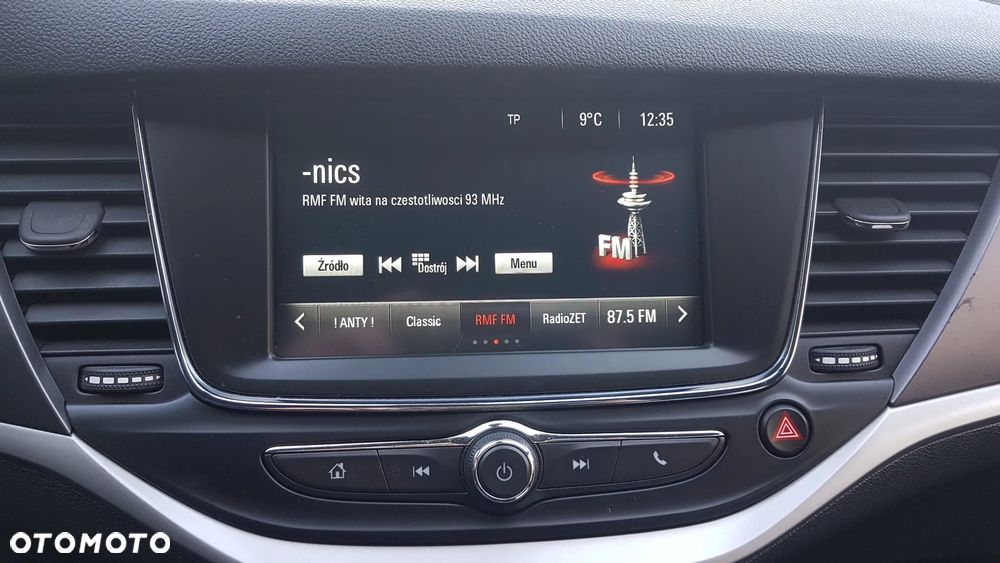 TP 9°C 12:35
-nics
RMF FM wita na czestotliwosci 93 MHz
FM
Źródło Dostrój Menu
! ANTY ! Classic RMF FM RadioZET 87.5 FM
OTOMOTO